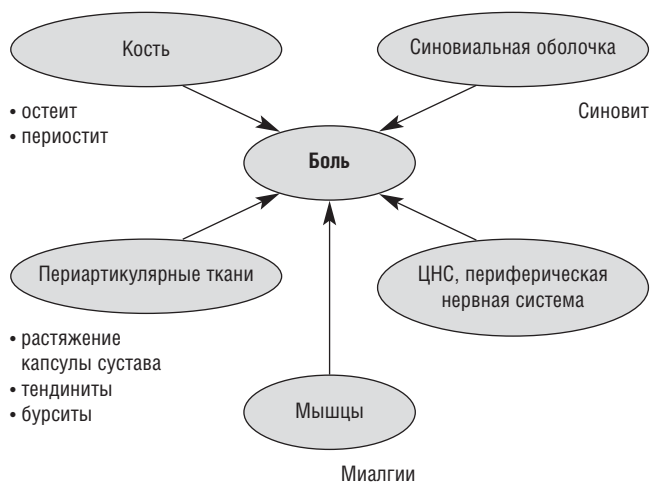 Кость
Синовиальная оболочка
• остеит
• периостит
Синовит
Боль
Периартикулярные ткани
ЦНС, периферическая
нервная система
• растяжение
капсулы сустава
• тендиниты
• бурситы
Мышцы
Миалгии